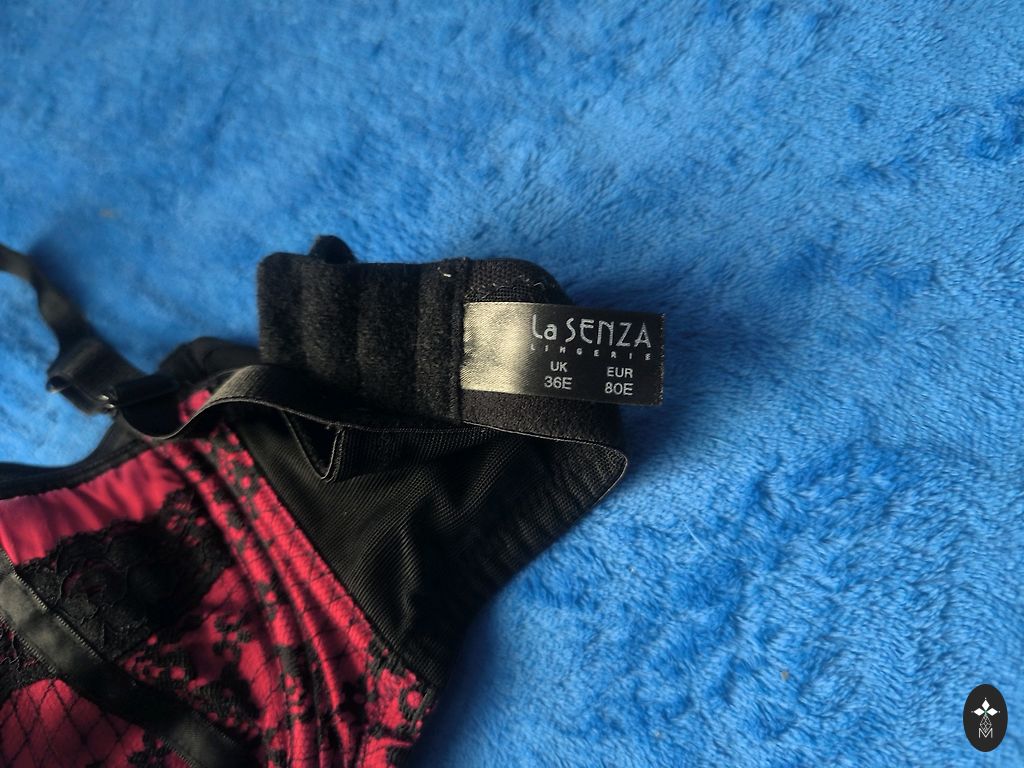 La SENZA
LINGERIE
UK EUR
36E 80E
M